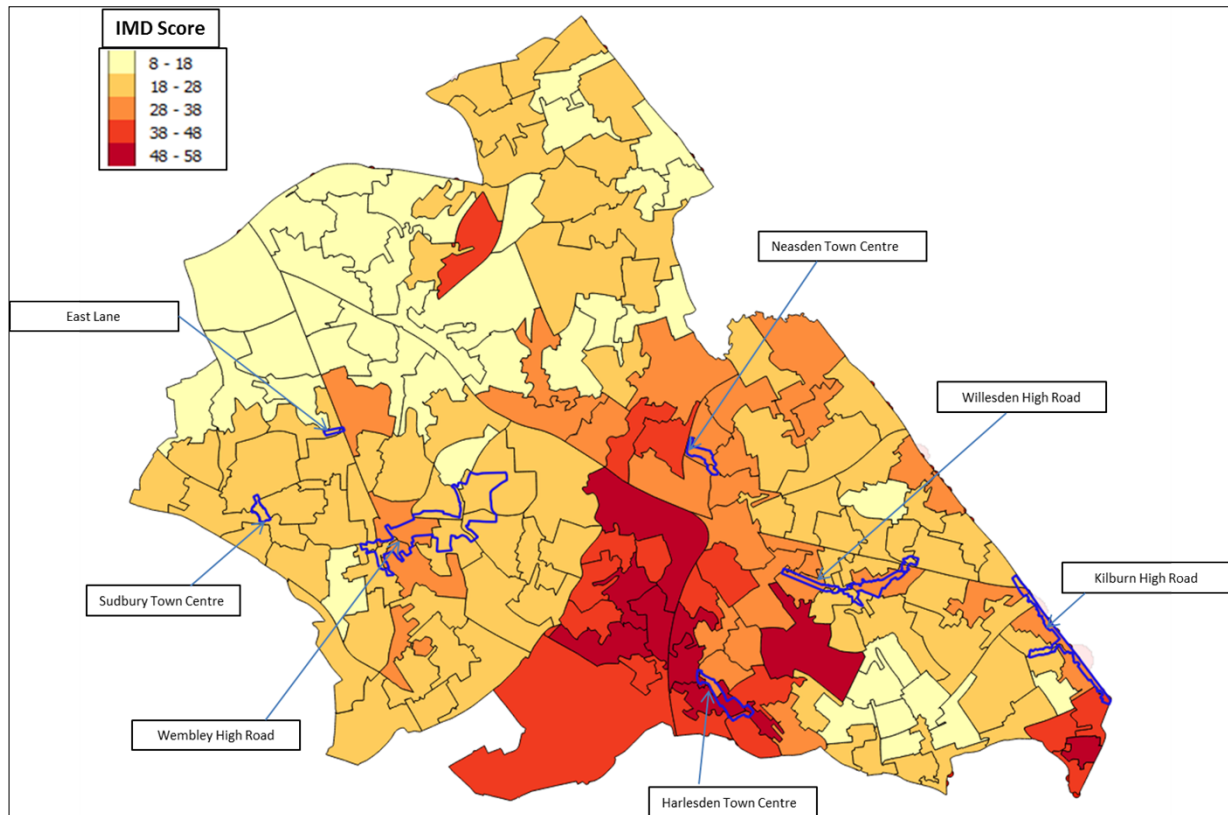 IMD Score
8 - 18
18 - 28
28 - 38
38 - 48
48 - 58
Neasden Town Centre
East Lane
Willesden High Road
Kilburn High Road
Sudbury Town Centre
Wembley High Road
Harlesden Town Centre